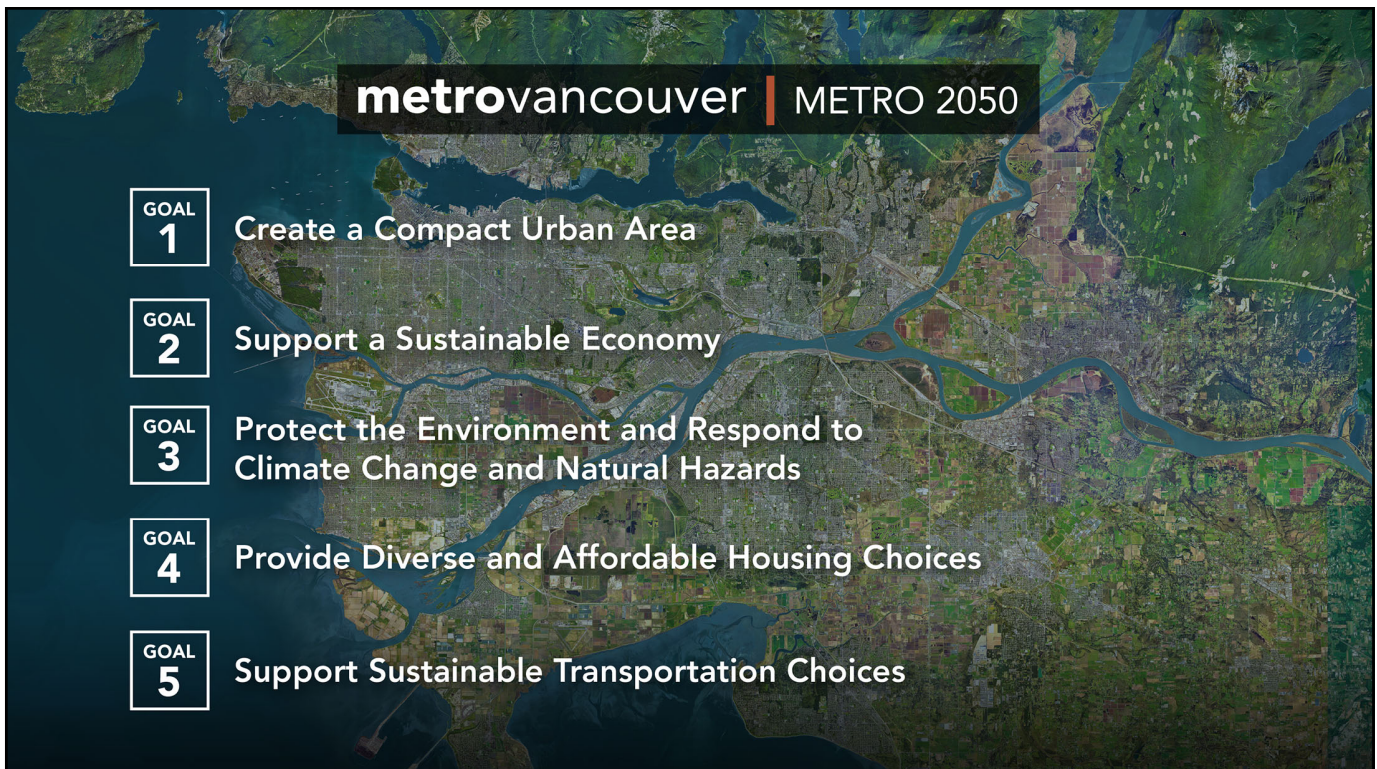 metrovancouver | METRO 2050
GOAL
1
Create a Compact Urban Area
GOAL
2
Support a Sustainable Economy
GOAL
3
Protect the Environment and Respond to
Climate Change and Natural Hazards
GOAL
4
Provide Diverse and Affordable Housing Choices
GOAL
5
Support Sustainable Transportation Choices